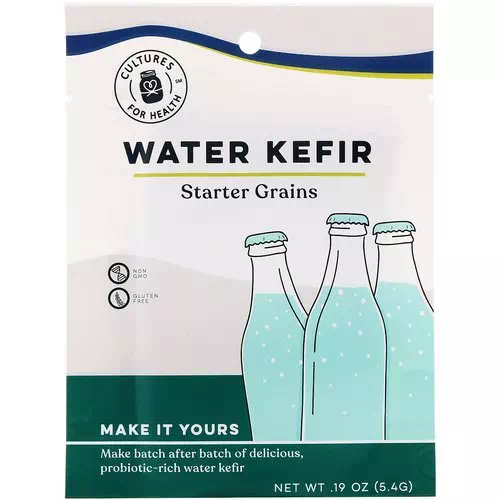 CULTURES
FOR HEALTH
SM
WATER KEFIR
Starter Grains
NON
GMO
GLUTEN
FREE
MAKE IT YOURS
Make batch after batch of delicious,
probiotic-rich water kefir
NET WT .19 OZ (5.4G)